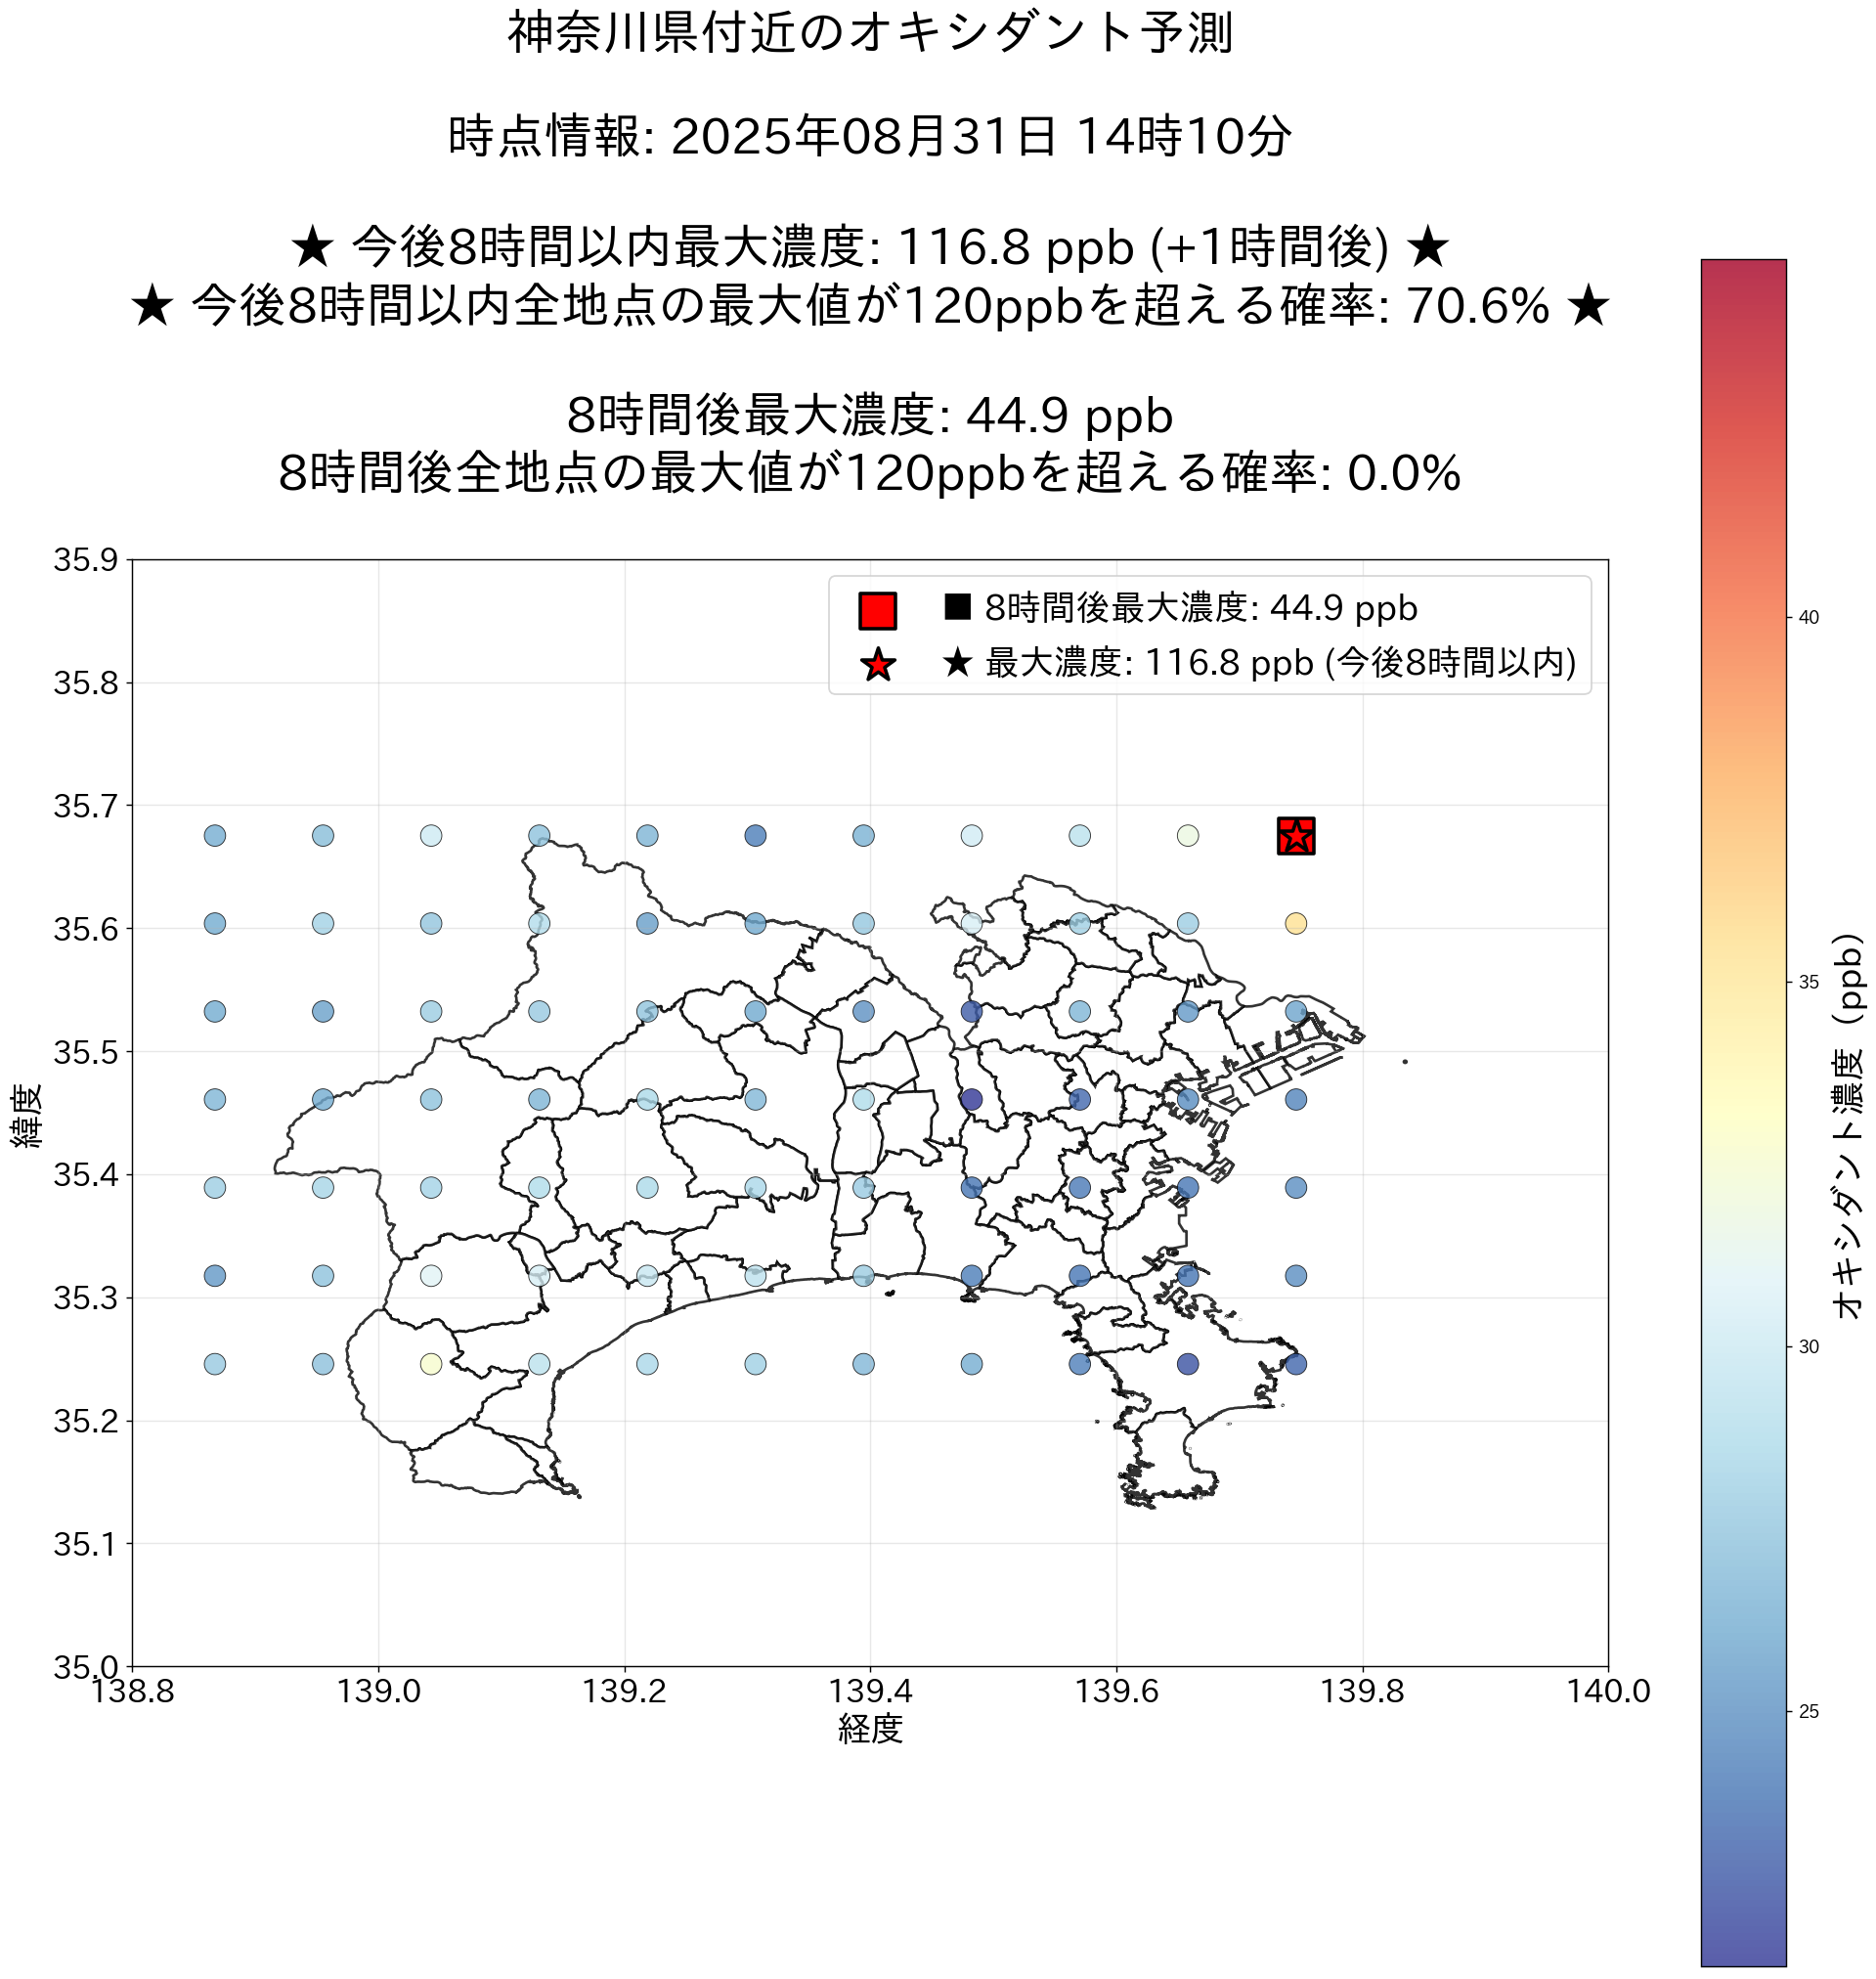 神奈川県付近のオキシダント予測
時点情報: 2025年08月31日 14時10分
★ 今後8時間以内最大濃度: 116.8 ppb (+1時間後) ★
★ 今後8時間以内全地点の最大値が120ppbを超える確率: 70.6% ★
8時間後最大濃度: 44.9 ppb
8時間後全地点の最大値が120ppbを超える確率: 0.0%
■ 8時間後最大濃度: 44.9 ppb
★ 最大濃度: 116.8 ppb (今後8時間以内)
35.9
35.8
35.7
35.6
35.5
35.4
35.3
35.2
35.1
35.0
緯度
138.8
139.0
139.2
139.4
139.6
139.8
140.0
経度
40
35
30
25
オキシダント濃度（ppb）